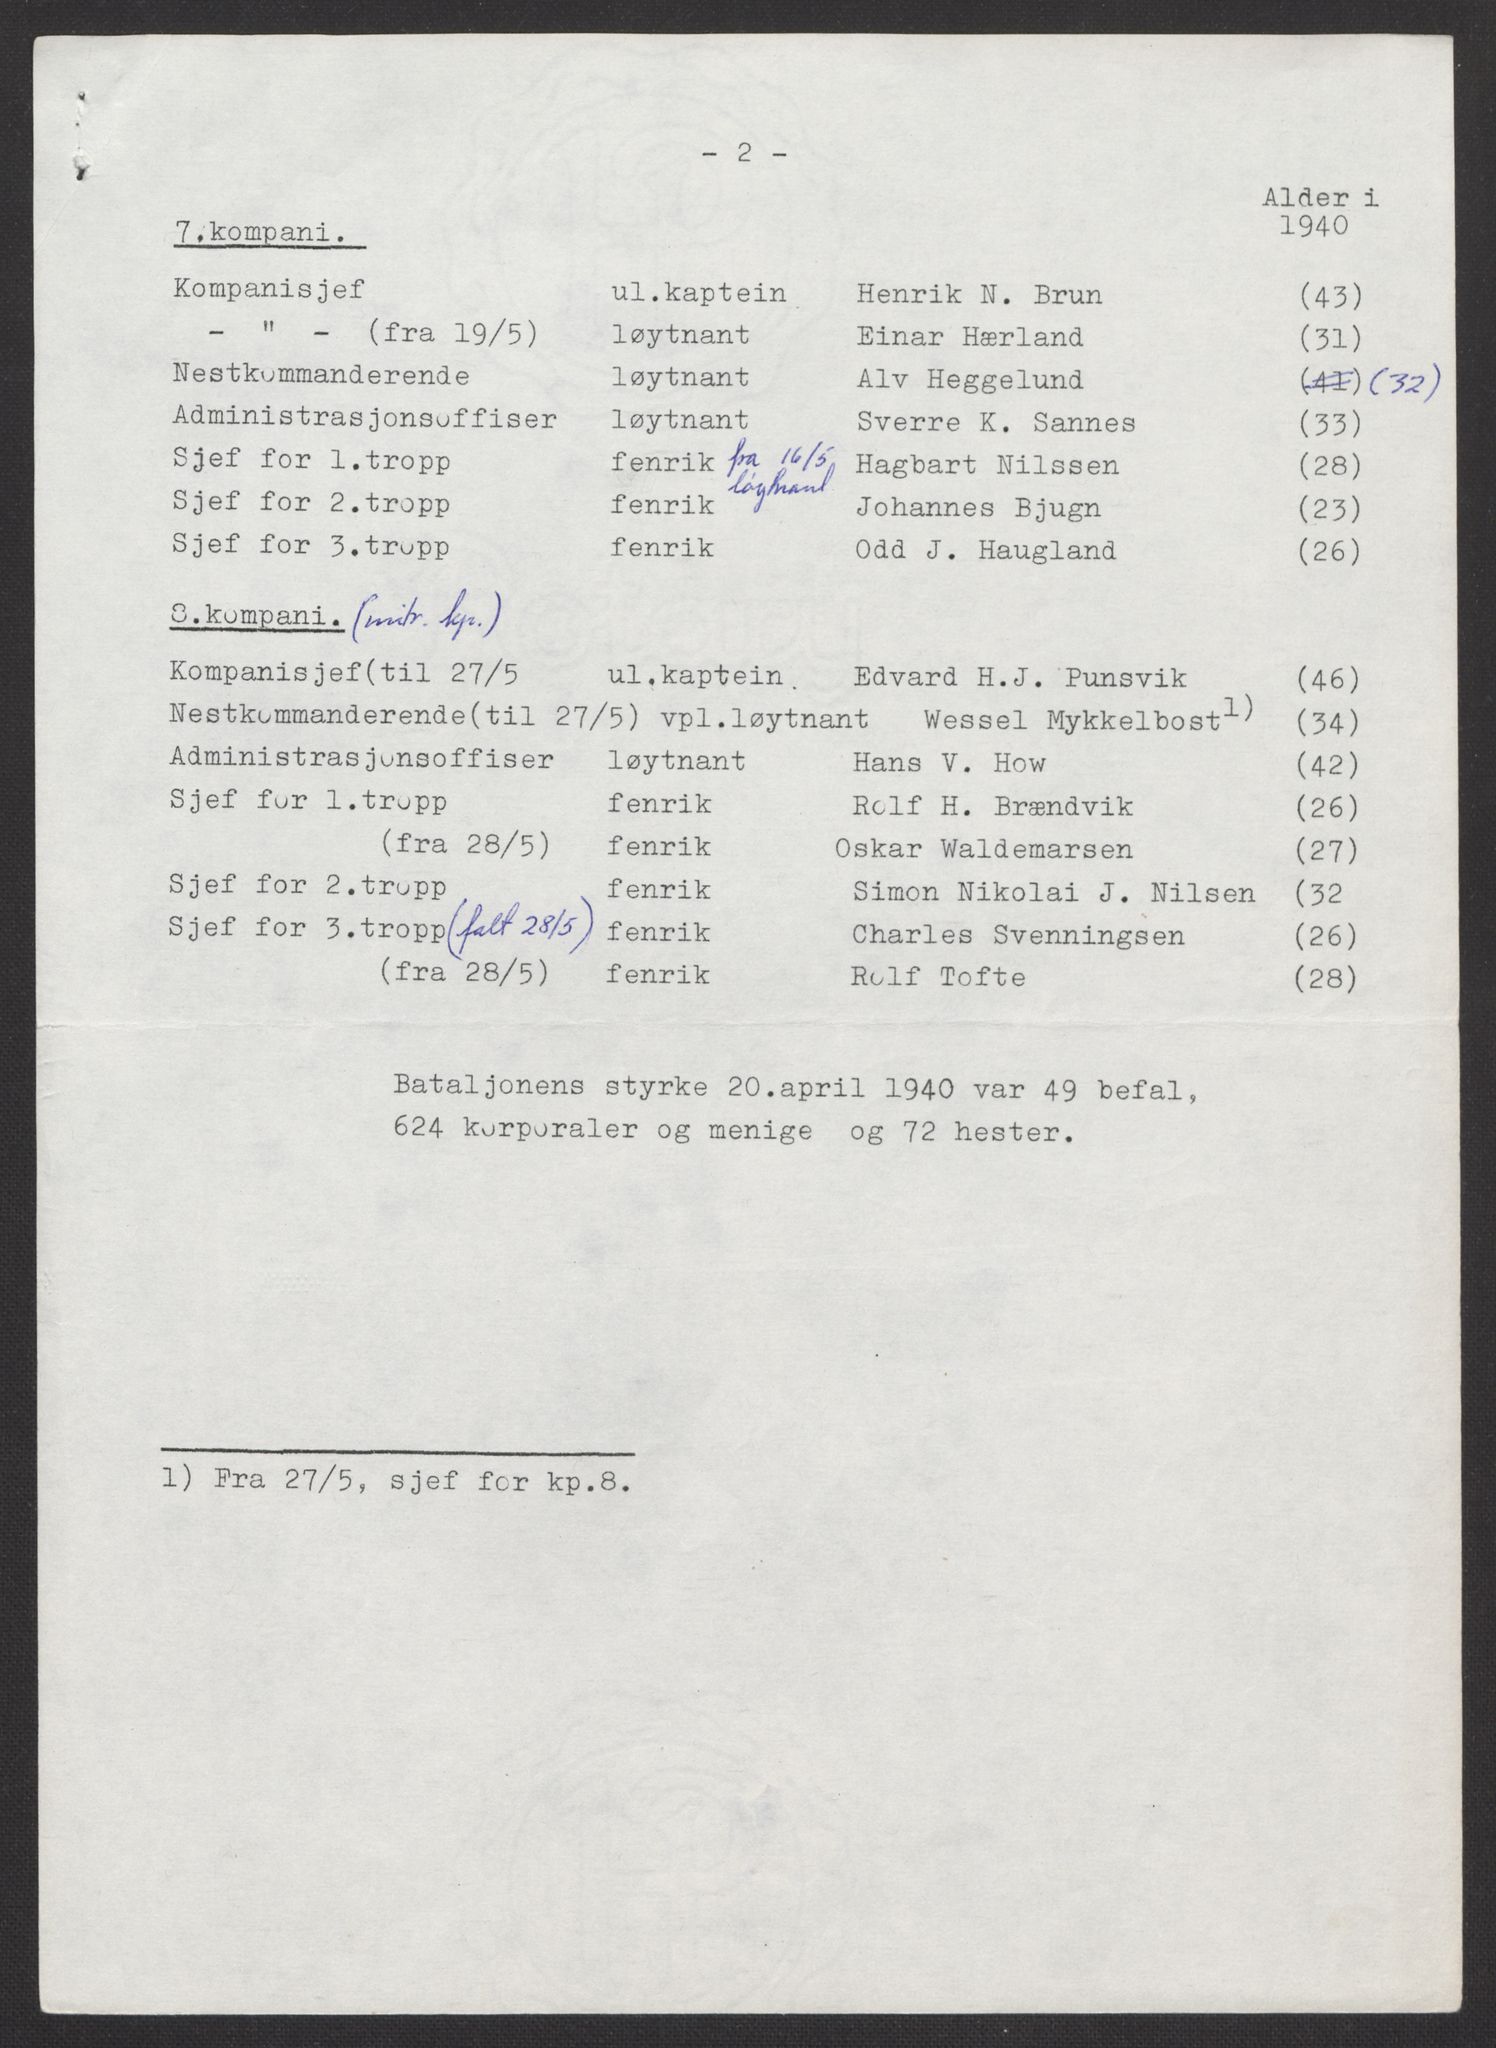 - 2 -
Alder i
1940
7.kompani.
Kompanisjef ul.kaptein Henrik N. Brun (43)
- " - (fra 19/5) løytnant Einar Hærland (31)
Nestkommanderende løytnant Alv Heggelund (41) (32)
Administrasjonsoffiser løytnant Sverre K. Sannes (33)
Sjef for 1.tropp fenrik fra 16/5 løytnant Hagbart Nilssen (28)
Sjef for 2.tropp fenrik Johannes Bjugn (23)
Sjef for 3.tropp fenrik Odd J. Haugland (26)
8.kompani. (mitr. kp.)
Kompanisjef(til 27/5 ul.kaptein Edvard H.J. Punsvik (46)
Nestkommanderende(til 27/5) vpl.løytnant Wessel Mykkelbost1) (34)
Administrasjonsoffiser løytnant Hans V. How (42)
Sjef for 1.tropp fenrik Rolf H. Brændvik (26)
(fra 28/5) fenrik Oskar Waldemarsen (27)
Sjef for 2.tropp fenrik Simon Nikolai J. Nilsen (32
Sjef for 3.tropp (falt 28/5) fenrik Charles Svenningsen (26)
(fra 28/5) fenrik Rolf Tofte (28)
Bataljonens styrke 20.april 1940 var 49 befal,
624 korporaler og menige og 72 hester.
1) Fra 27/5, sjef for kp.8.